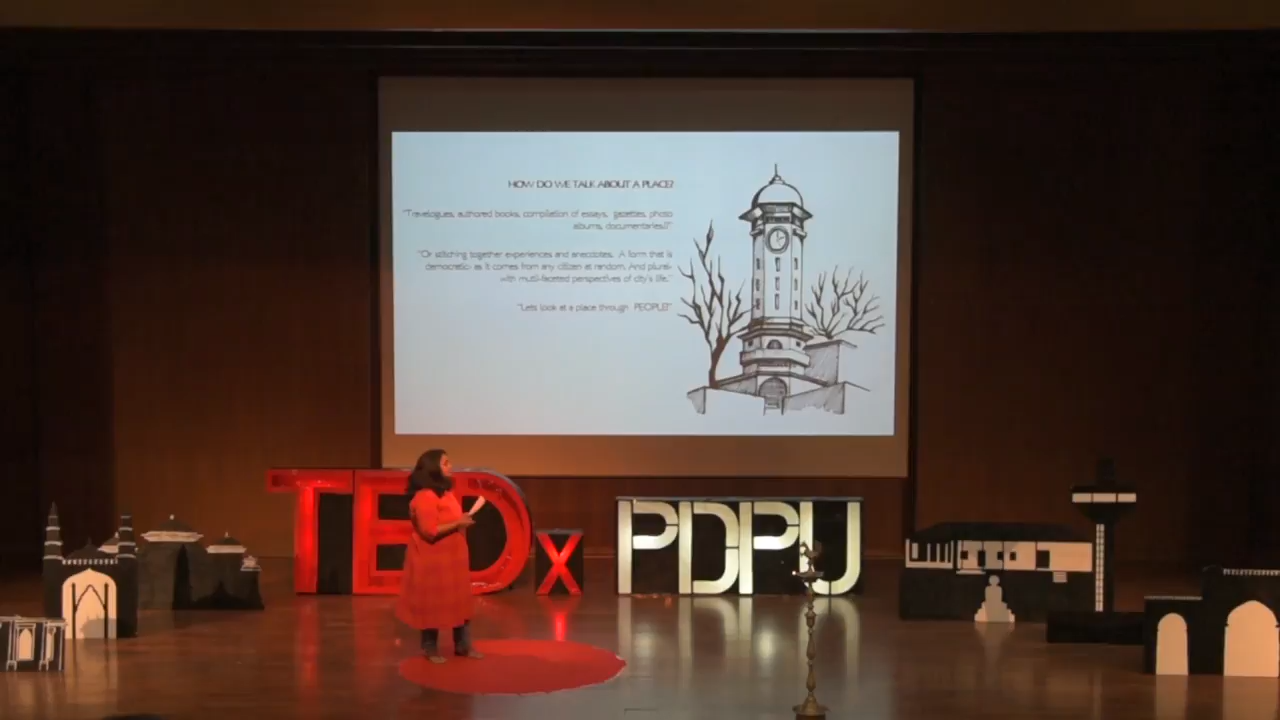 HOW DO WE TALK ABOUT A PLACE?
"Travelogues, authored books, compilation of essays, gazettes, photo
albums, documentaries!?"
"Or stitching together experiences and anecdotes. A form that is
democratic- as it comes from any citizen at random. And plural-
with mutli-faceted perspectives of city's life."
"Lets look at a place through PEOPLE?"
TEDx PDPU